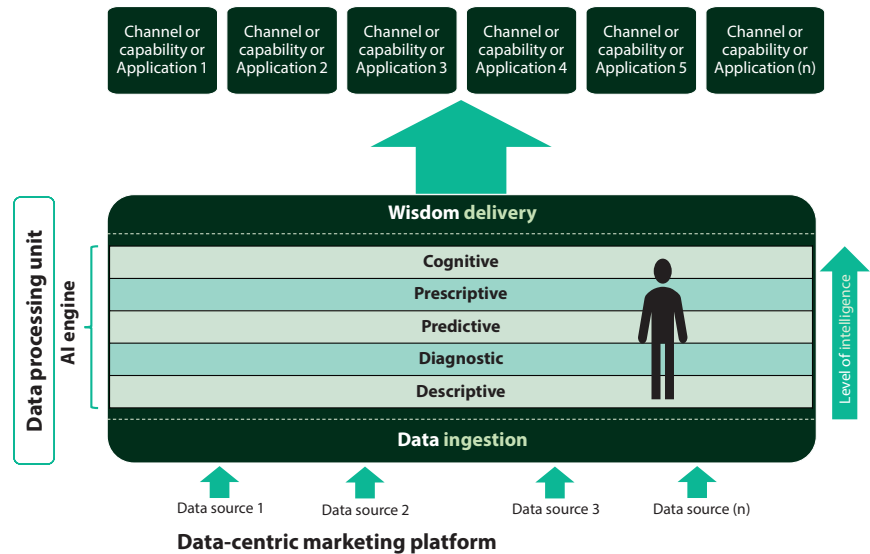 Channel or
capability or
Application 1
Channel or
capability or
Application 2
Channel or
capability or
Application 3
Channel or
capability or
Application 4
Channel or
capability or
Application 5
Channel or
capability or
Application (n)
Wisdom delivery
Data processing unit
AI engine
Cognitive
Prescriptive
Predictive
Diagnostic
Descriptive
Level of intelligence
Data ingestion
Data source 1
Data source 2
Data source 3
Data source (n)
Data-centric marketing platform